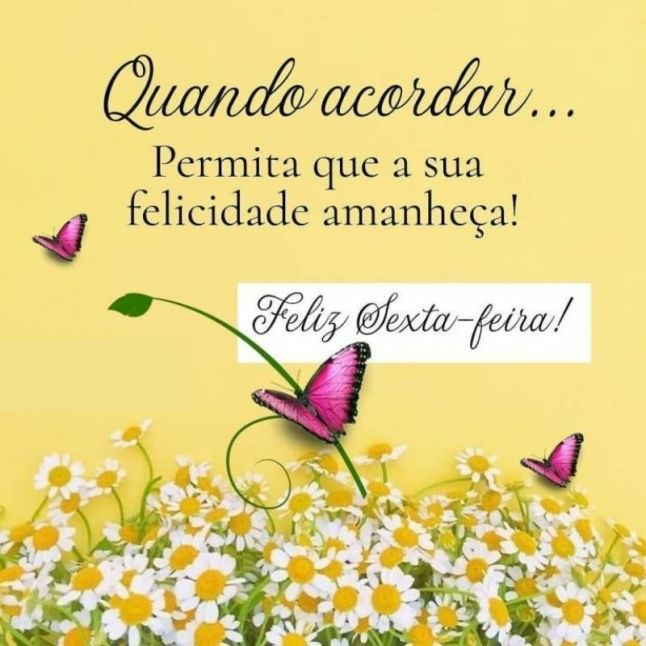 Quando acordar...
Permita que a sua
felicidade amanheça!
Feliz Sexta-feira!